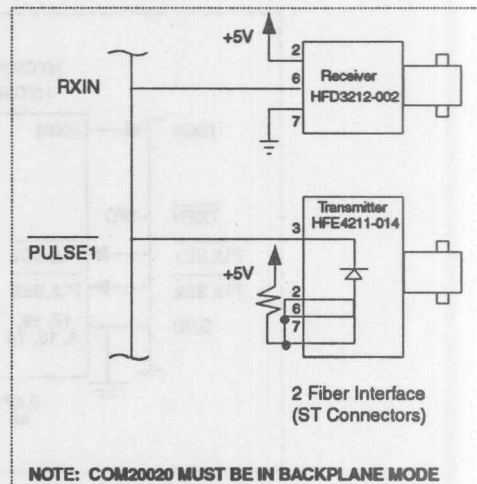 +5V
2
Receiver
HFD3212-002
RXIN
6
7
Transmitter
HFE4211-014
3
PULSE1
+5V
2
6
7
2 Fiber Interface
(ST Connectors)
NOTE: COM20020 MUST BE IN BACKPLANE MODE